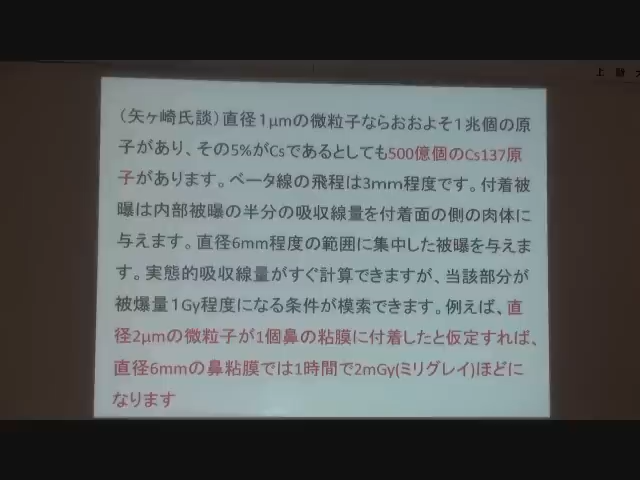 （矢ヶ崎氏談）直径１μmの微粒子ならおおよそ１兆個の原
子があり、その5%がCsであるとしても500億個のCs137原
子があります。ベータ線の飛程は3mm程度です。付着被
曝は内部被曝の半分の吸収線量を付着面の側の肉体に
与えます。直径6mm程度の範囲に集中した被曝を与えま
す。実態的吸収線量がすぐ計算できますが、当該部分が
被爆量１Gy程度になる条件が模索できます。例えば、直
径2μmの微粒子が1個鼻の粘膜に付着したと仮定すれば、
直径6mmの鼻粘膜では1時間で2mGy(ミリグレイ)ほどに
なります